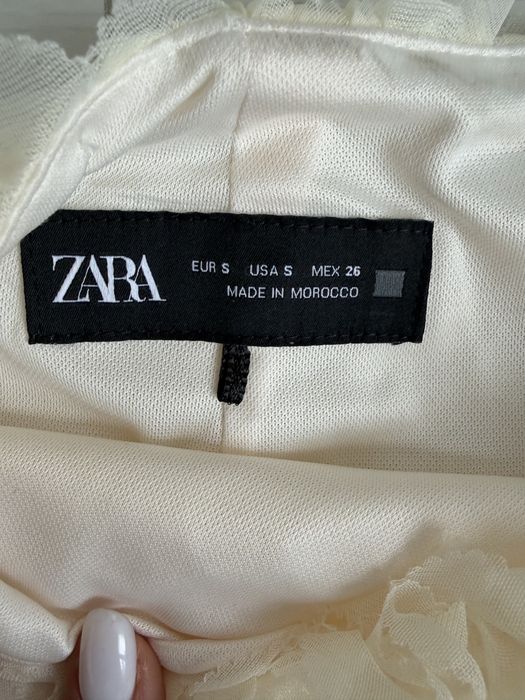 ZARA
EUR S USA S MEX 26
MADE IN MOROCCO